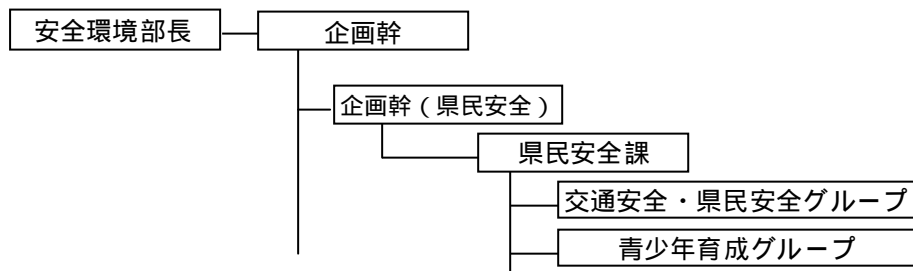 安全環境部長
企画幹
企画幹(県民安全)
県民安全課
交通安全・県民安全グループ
青少年育成グループ